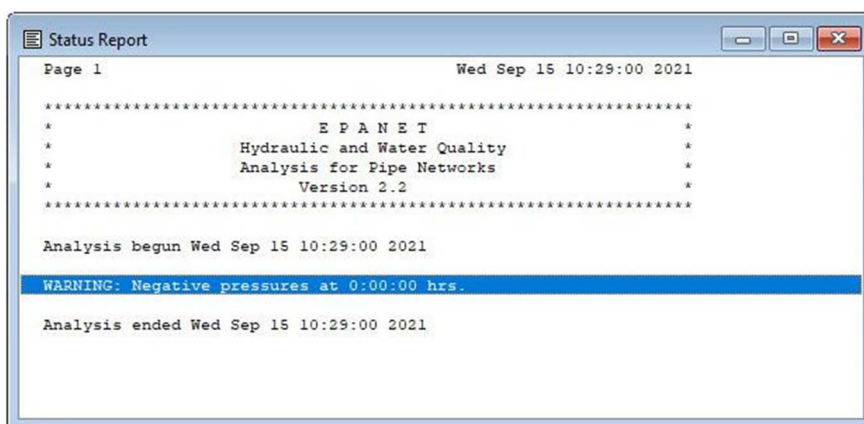 Status Report
Page 1 Wed Sep 15 10:29:00 2021
******************************************************************
* E P A N E T *
* Hydraulic and Water Quality *
* Analysis for Pipe Networks *
* Version 2.2 *
******************************************************************
Analysis begun Wed Sep 15 10:29:00 2021
WARNING: Negative pressures at 0:00:00 hrs.
Analysis ended Wed Sep 15 10:29:00 2021